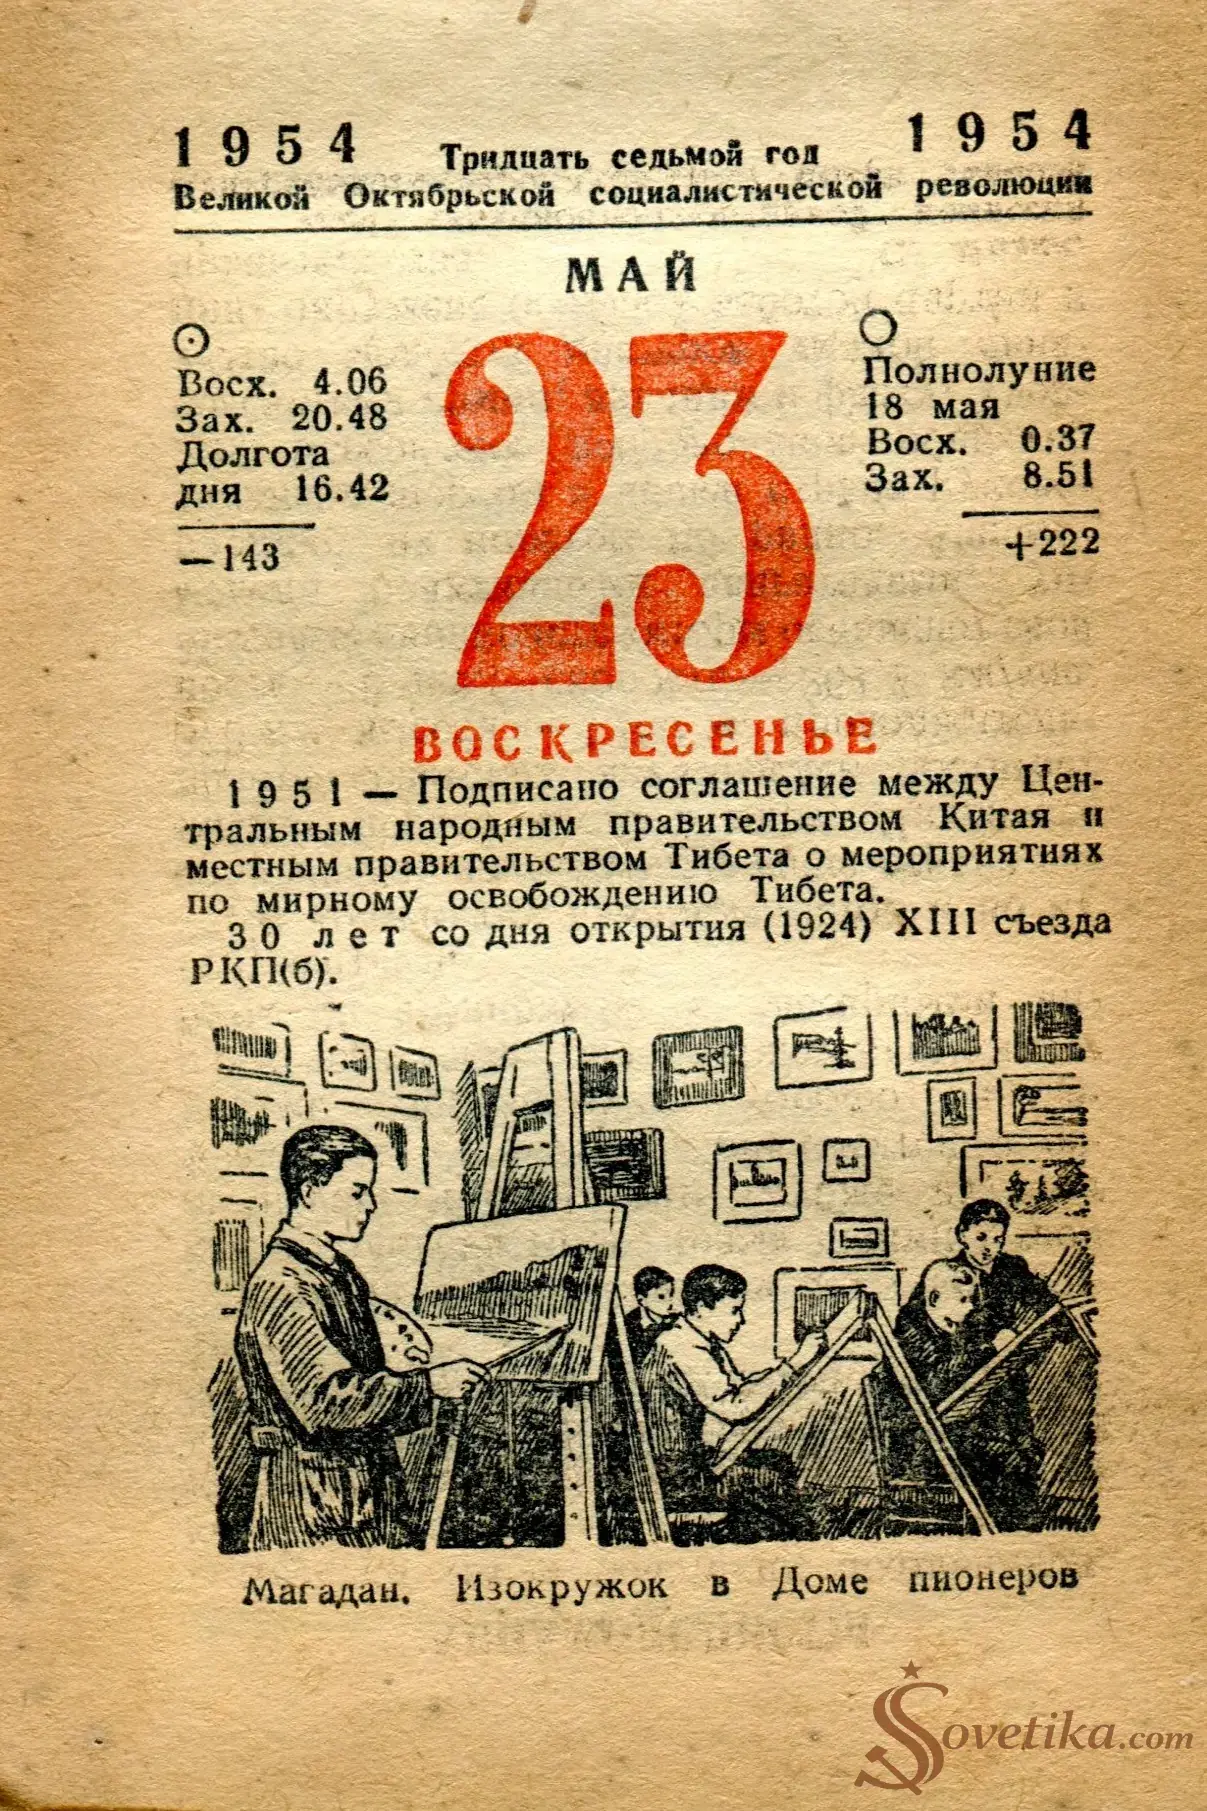 1954 Тридцать седьмой год 1954
Великой Октябрьской социалистической революции
МАЙ
Восх. 4.06
Зах. 20.48
Долгота
дня 16.42
—143
23
Полнолуние
18 мая
Восх. 0.37
Зах. 8.51
+222
ВОСКРЕСЕНЬЕ
1951 — Подписано соглашение между Цен-
тральным народным правительством Китая и
местным правительством Тибета о мероприятиях
по мирному освобождению Тибета.
30 лет со дня открытия (1924) XIII съезда
РКП(б).
Магадан. Изокружок в Доме пионеров
Sovetika.com